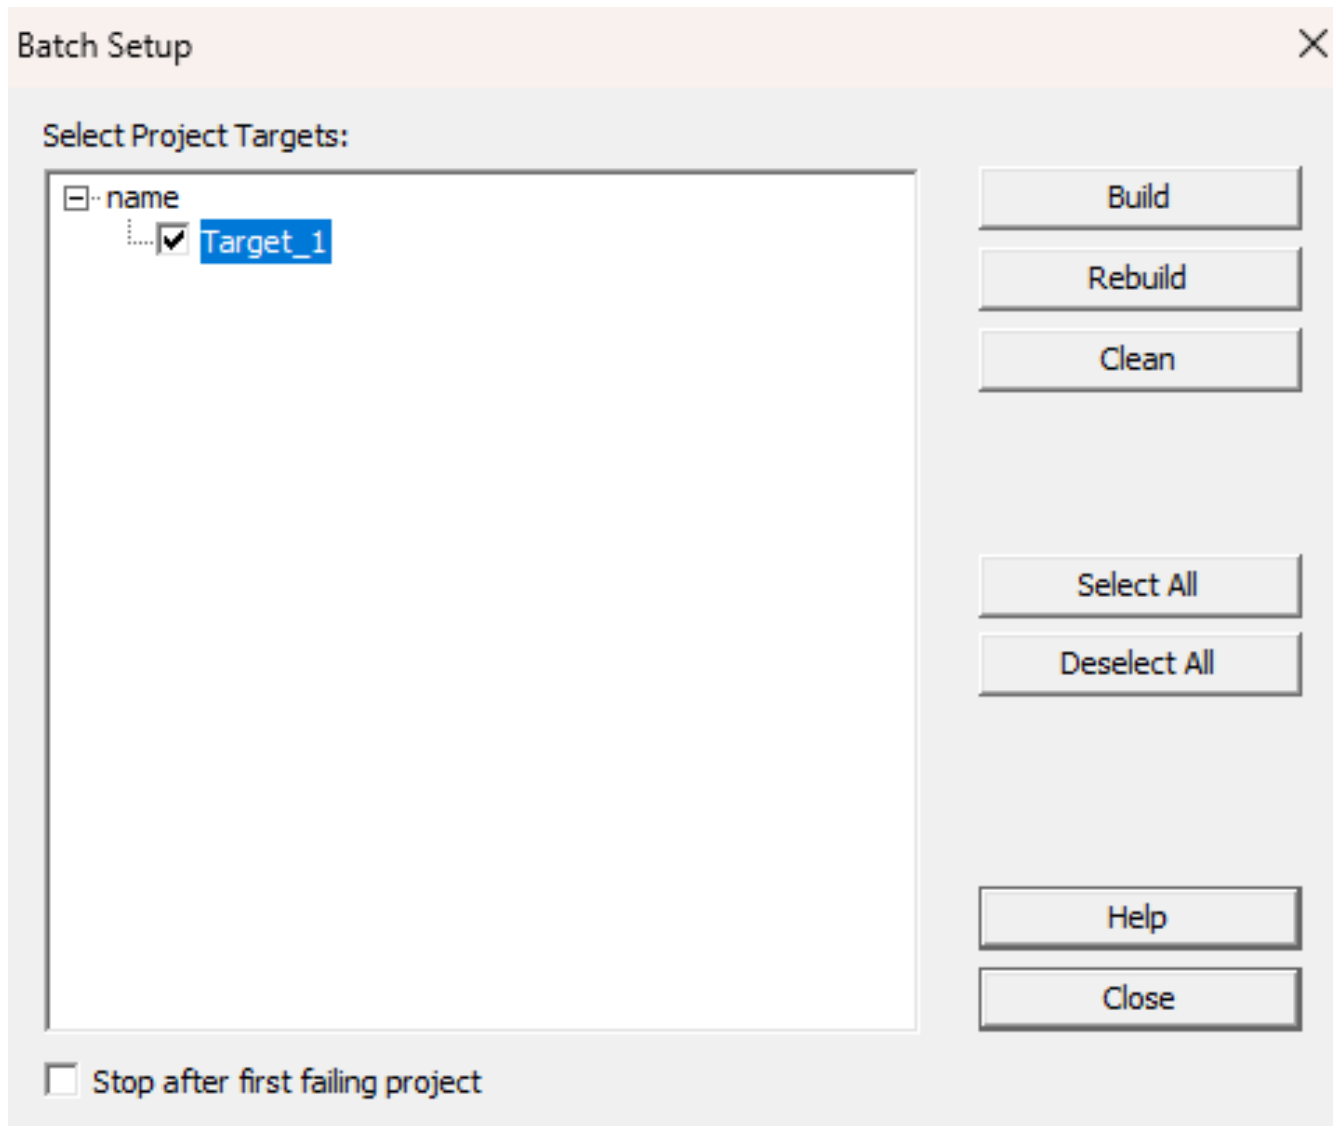 Batch Setup
Select Project Targets:
name
Target_1
Build
Rebuild
Clean
Select All
Deselect All
Help
Close
Stop after first failing project